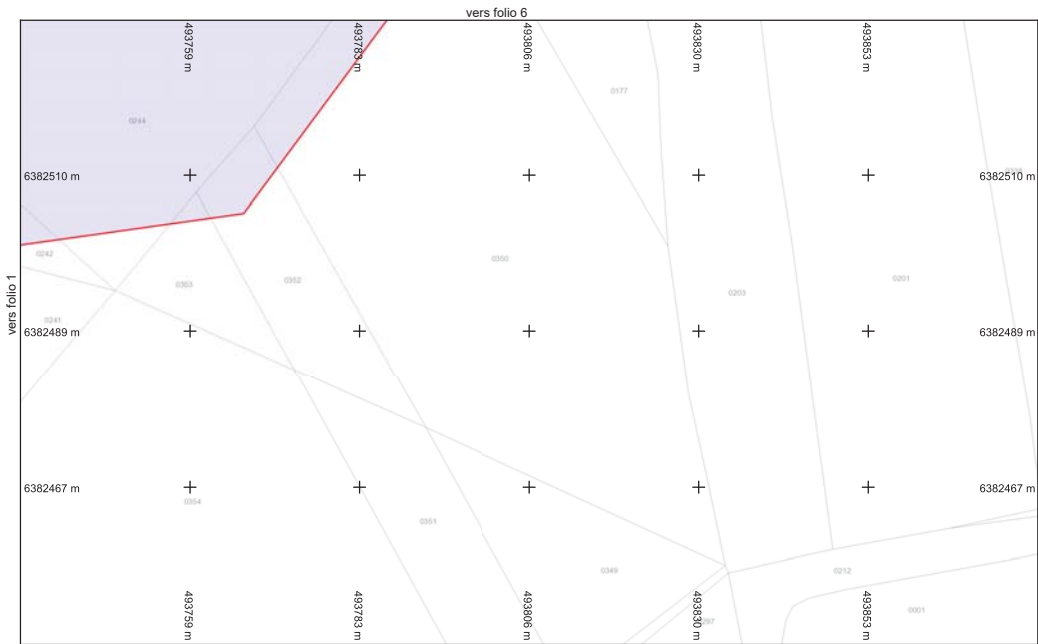 vers folio 6
493759 m
493783 m
493806 m
493830 m
493853 m
0177
0244
6382510 m
6382510 m
0242
0350
0353
0352
0203
0201
vers folio 1
0241
6382489 m
6382489 m
6382467 m
6382467 m
0354
0351
0349
0212
0001
493759 m
493783 m
493806 m
493830 m
493853 m